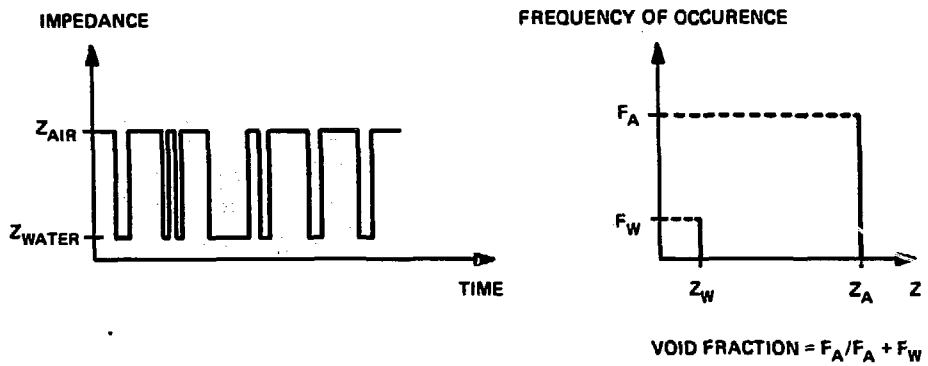 IMPEDANCE
Z_AIR
Z_WATER
TIME
FREQUENCY OF OCCURENCE
F_A
F_W
Z_W
Z_A
Z
VOID FRACTION = F_A/F_A + F_W